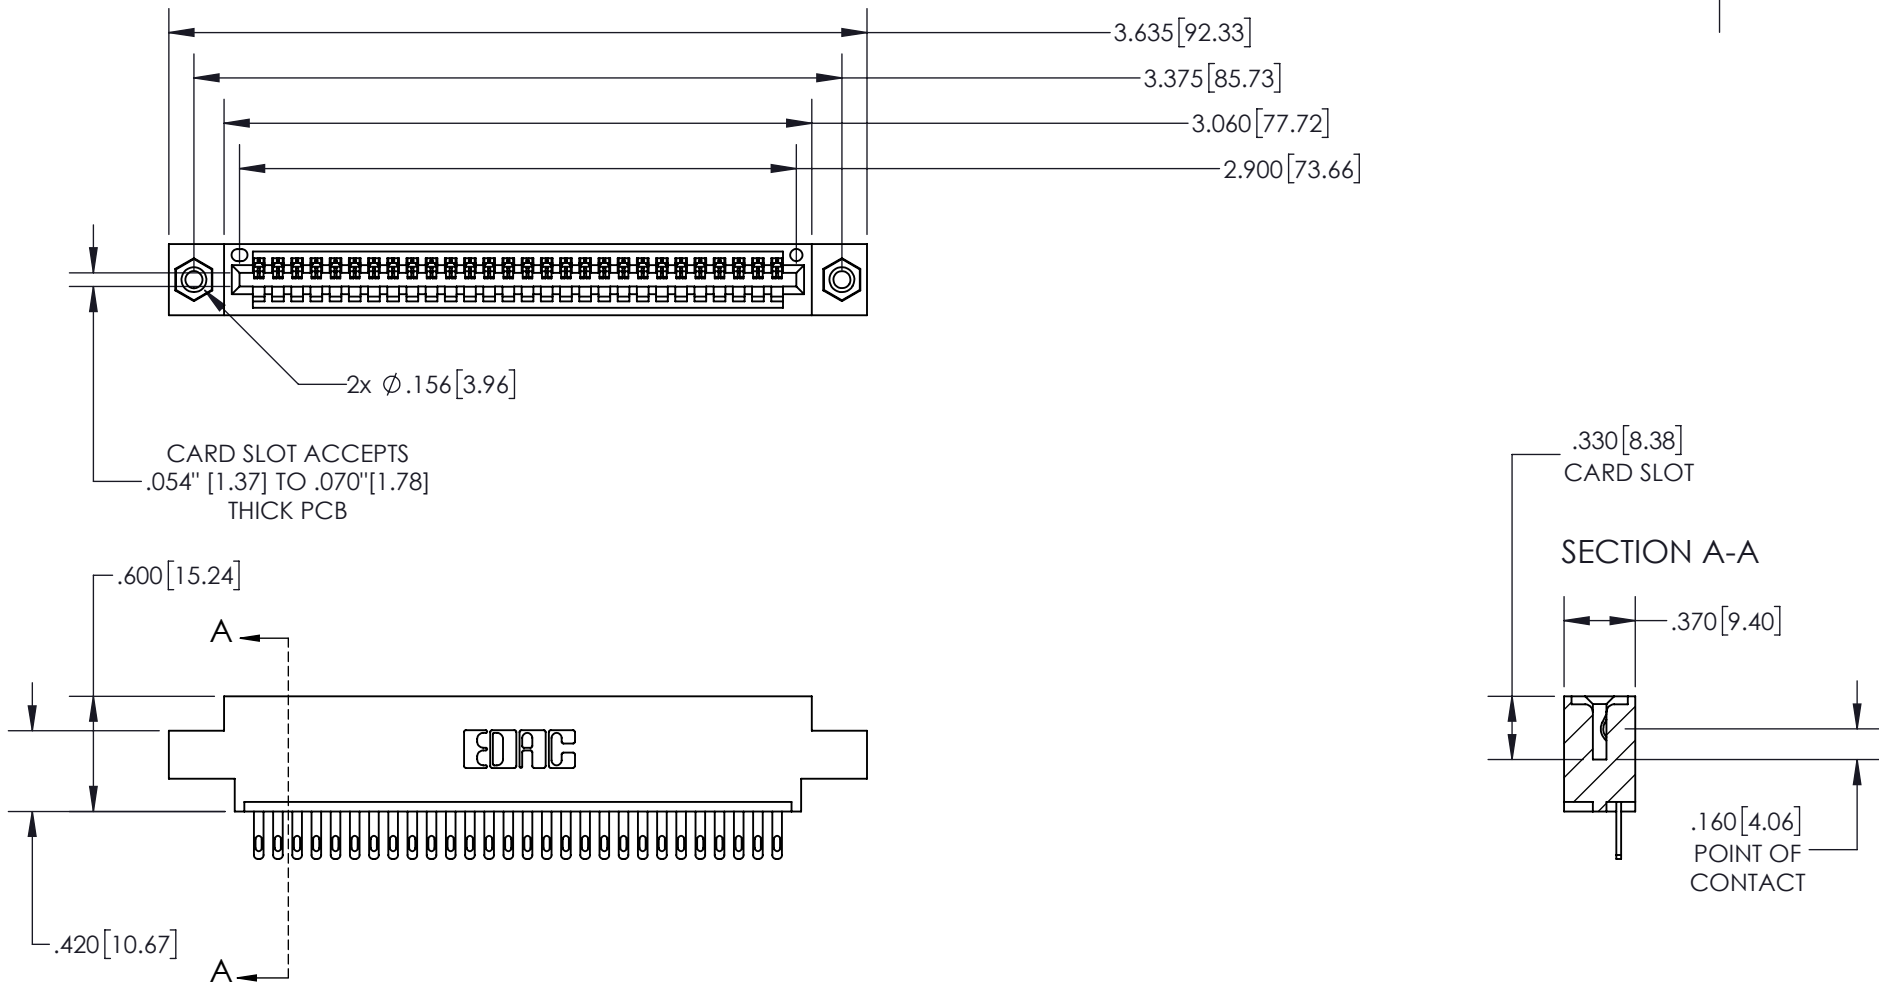 3.635[92.33]
3.375[85.73]
3.060[77.72]
2.900[73.66]
2x Ø.156[3.96]
CARD SLOT ACCEPTS
.054" [1.37] TO .070"[1.78]
THICK PCB
.330[8.38]
CARD SLOT
SECTION A-A
.600[15.24]
.370[9.40]
A
EDAC
.160[4.06]
POINT OF
CONTACT
.420[10.67]
A